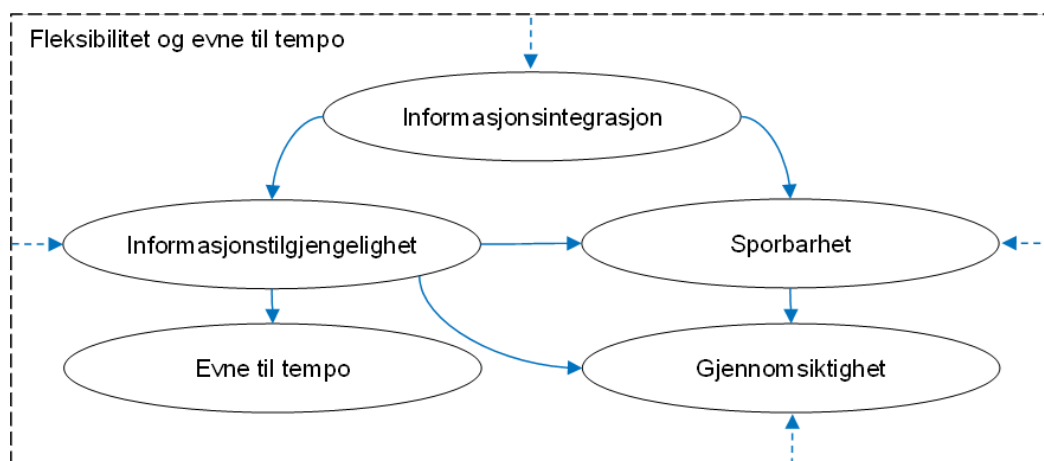 Fleksibilitet og evne til tempo
Informasjonsintegrasjon
Informasjonstilgjengelighet
Sporbarhet
Evne til tempo
Gjennomsiktighet